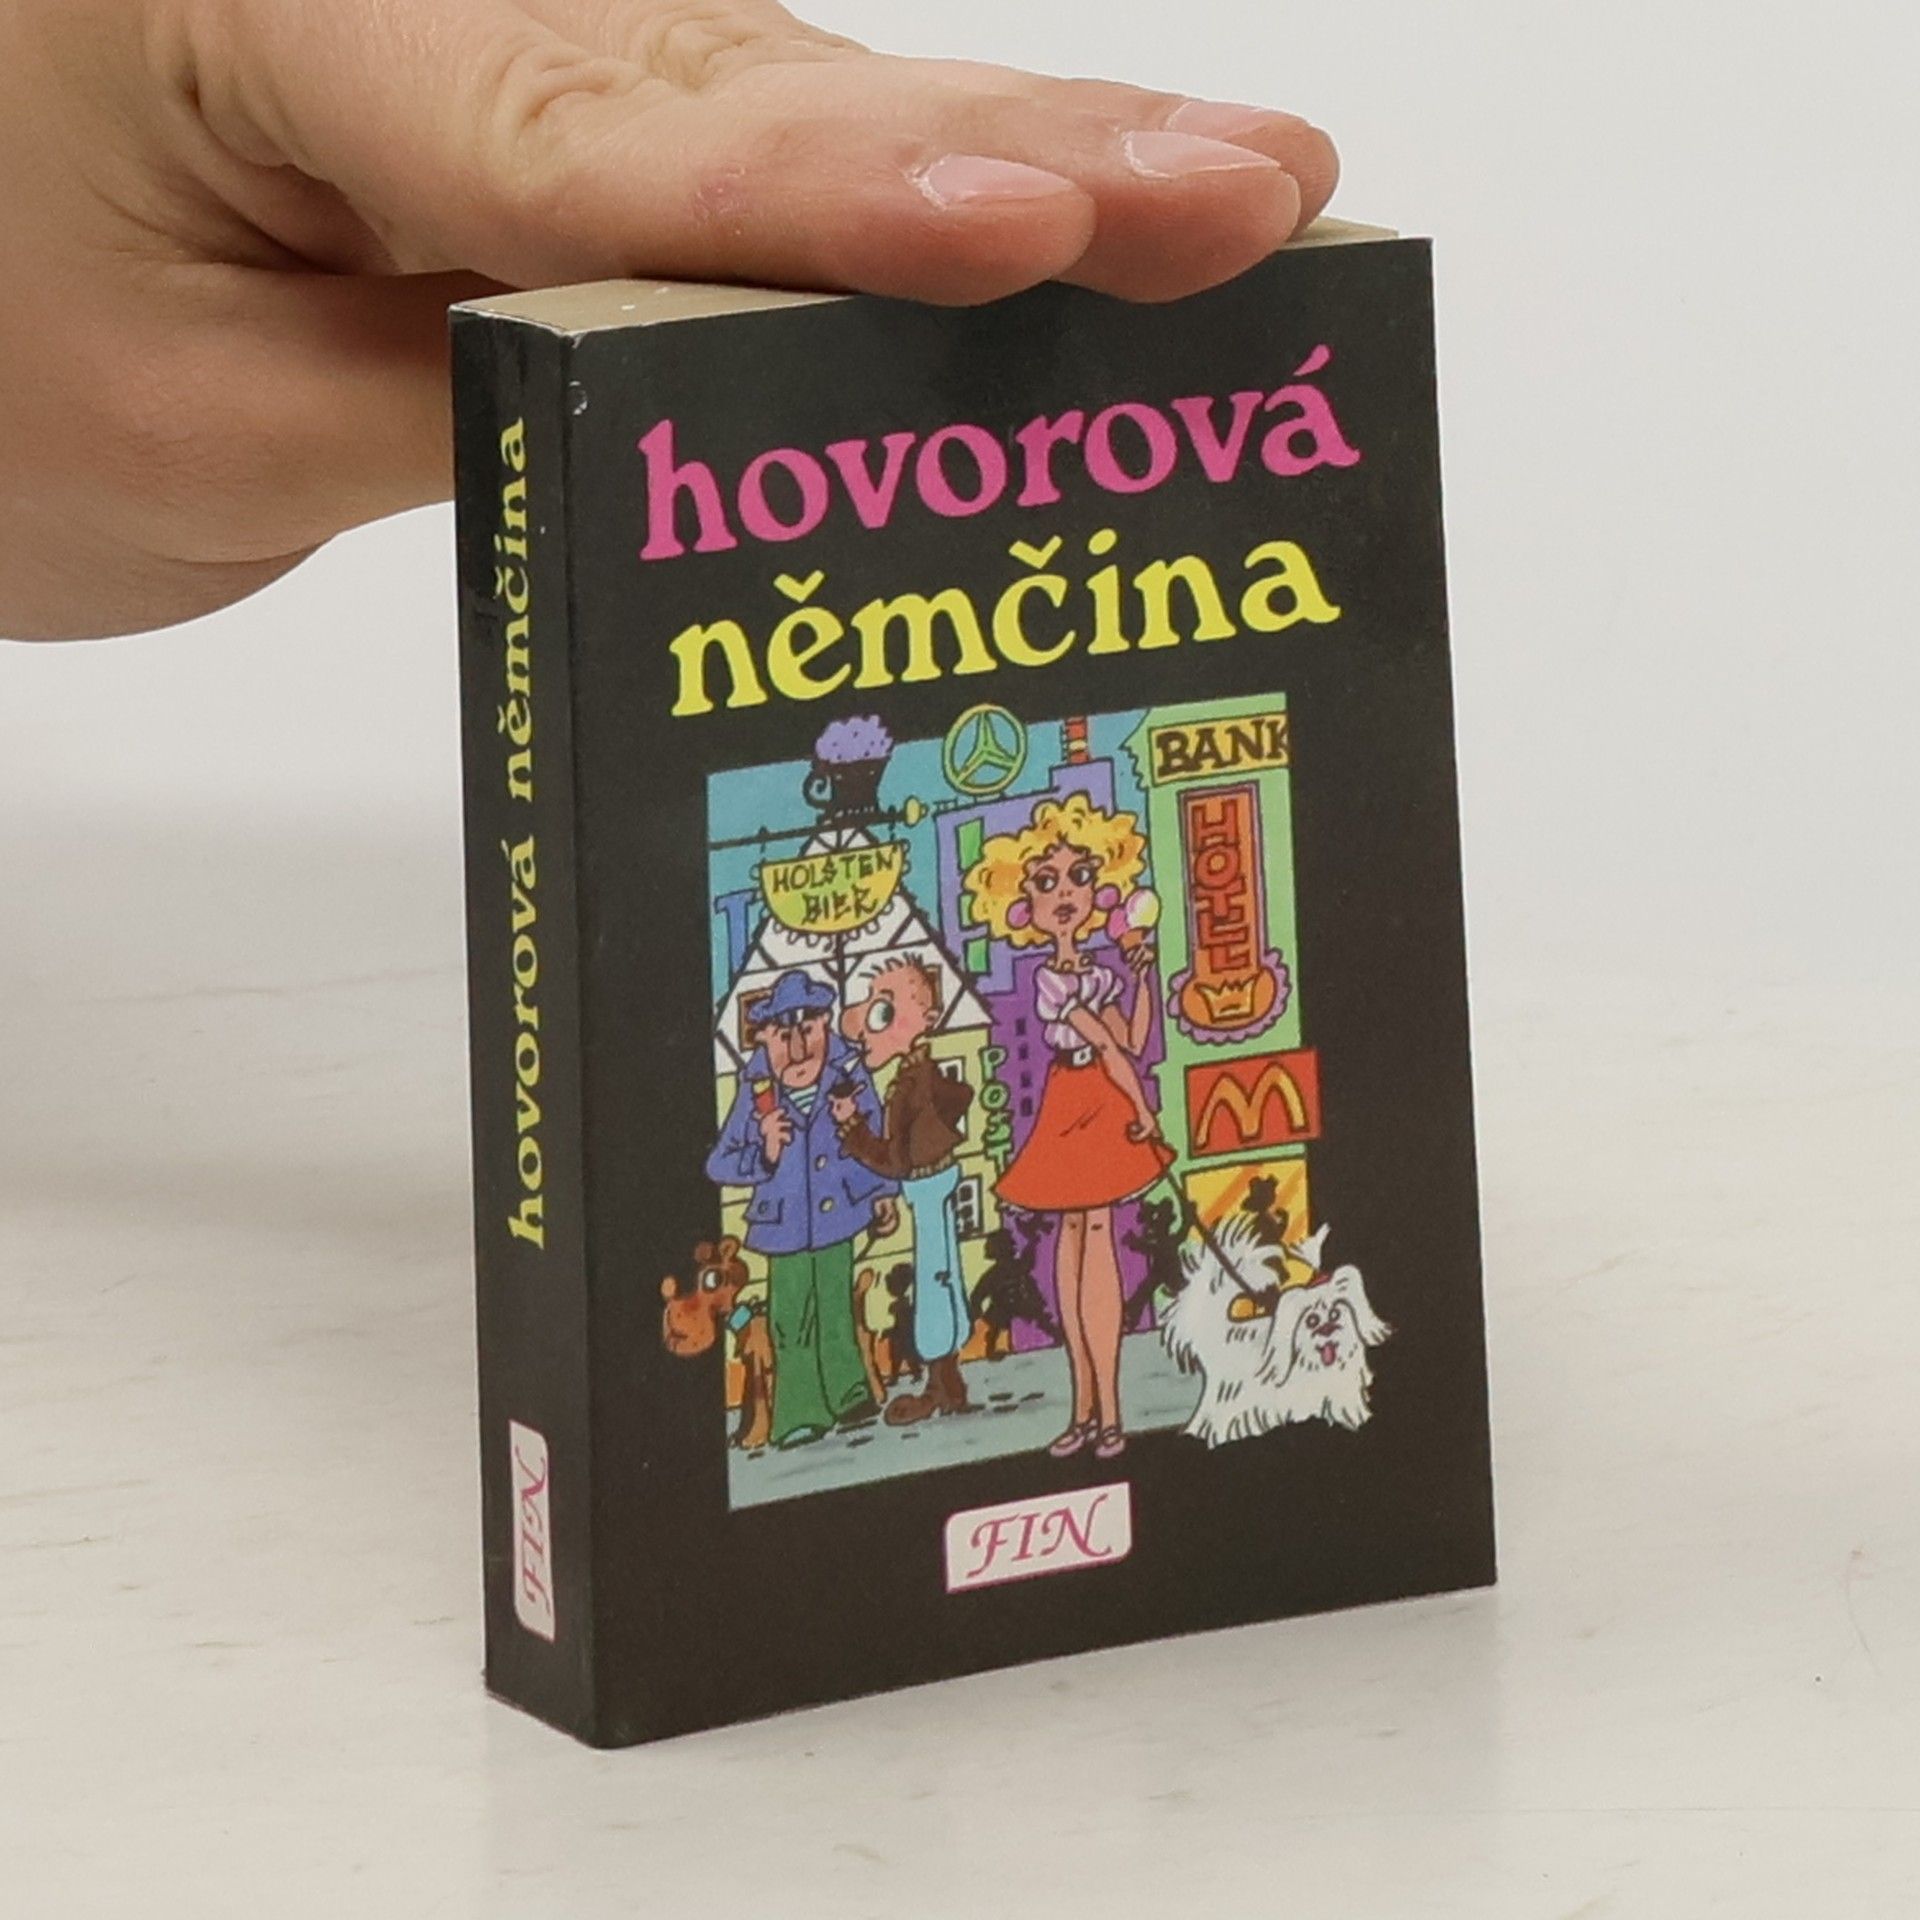 hovorová němčina
FIN
hovorová
němčina
BANK
HOTEL
HOLSTEN
BIER
POST
FIN